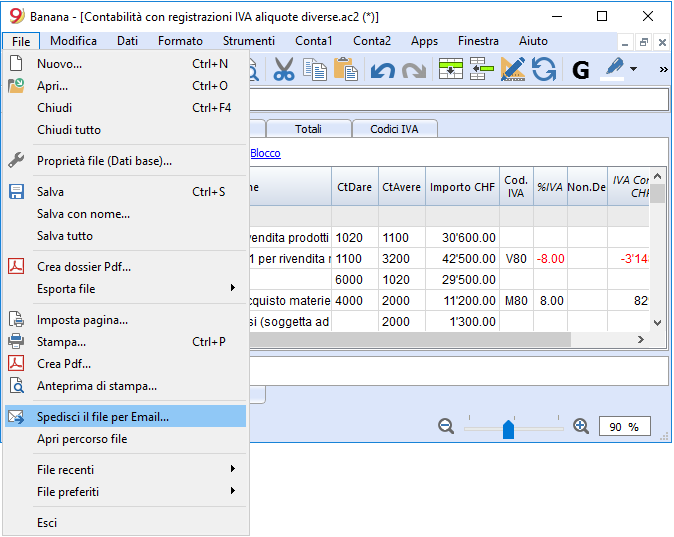 Banana - [Contabilità con registrazioni IVA aliquote diverse.ac2 (*)]
File Modifica Dati Formato Strumenti Conta1 Conta2 Apps Finestra Aiuto
Nuovo... Ctrl+N
Apri... Ctrl+O
Chiudi Ctrl+F4
Chiudi tutto
Proprietà file (Dati base)...
Salva Ctrl+S
Salva con nome...
Salva tutto
Crea dossier Pdf...
Esporta file
Imposta pagina...
Stampa... Ctrl+P
Crea Pdf...
Anteprima di stampa...
Spedisci il file per Email...
Apri percorso file
File recenti
File preferiti
Esci
G »
Totali Codici IVA
Blocco
ne CtDare CtAvere Importo CHF Cod. IVA %IVA Non.De IVA Con CHF
vendita prodotti 1020 1100 30'600.00
1 per rivendita 1100 3200 42'500.00 V80 -8.00 -3'14
6000 1020 29'500.00
cquisto materie 4000 2000 11'200.00 M80 8.00 82
si (soggetta ad 2000 1'300.00
90 %